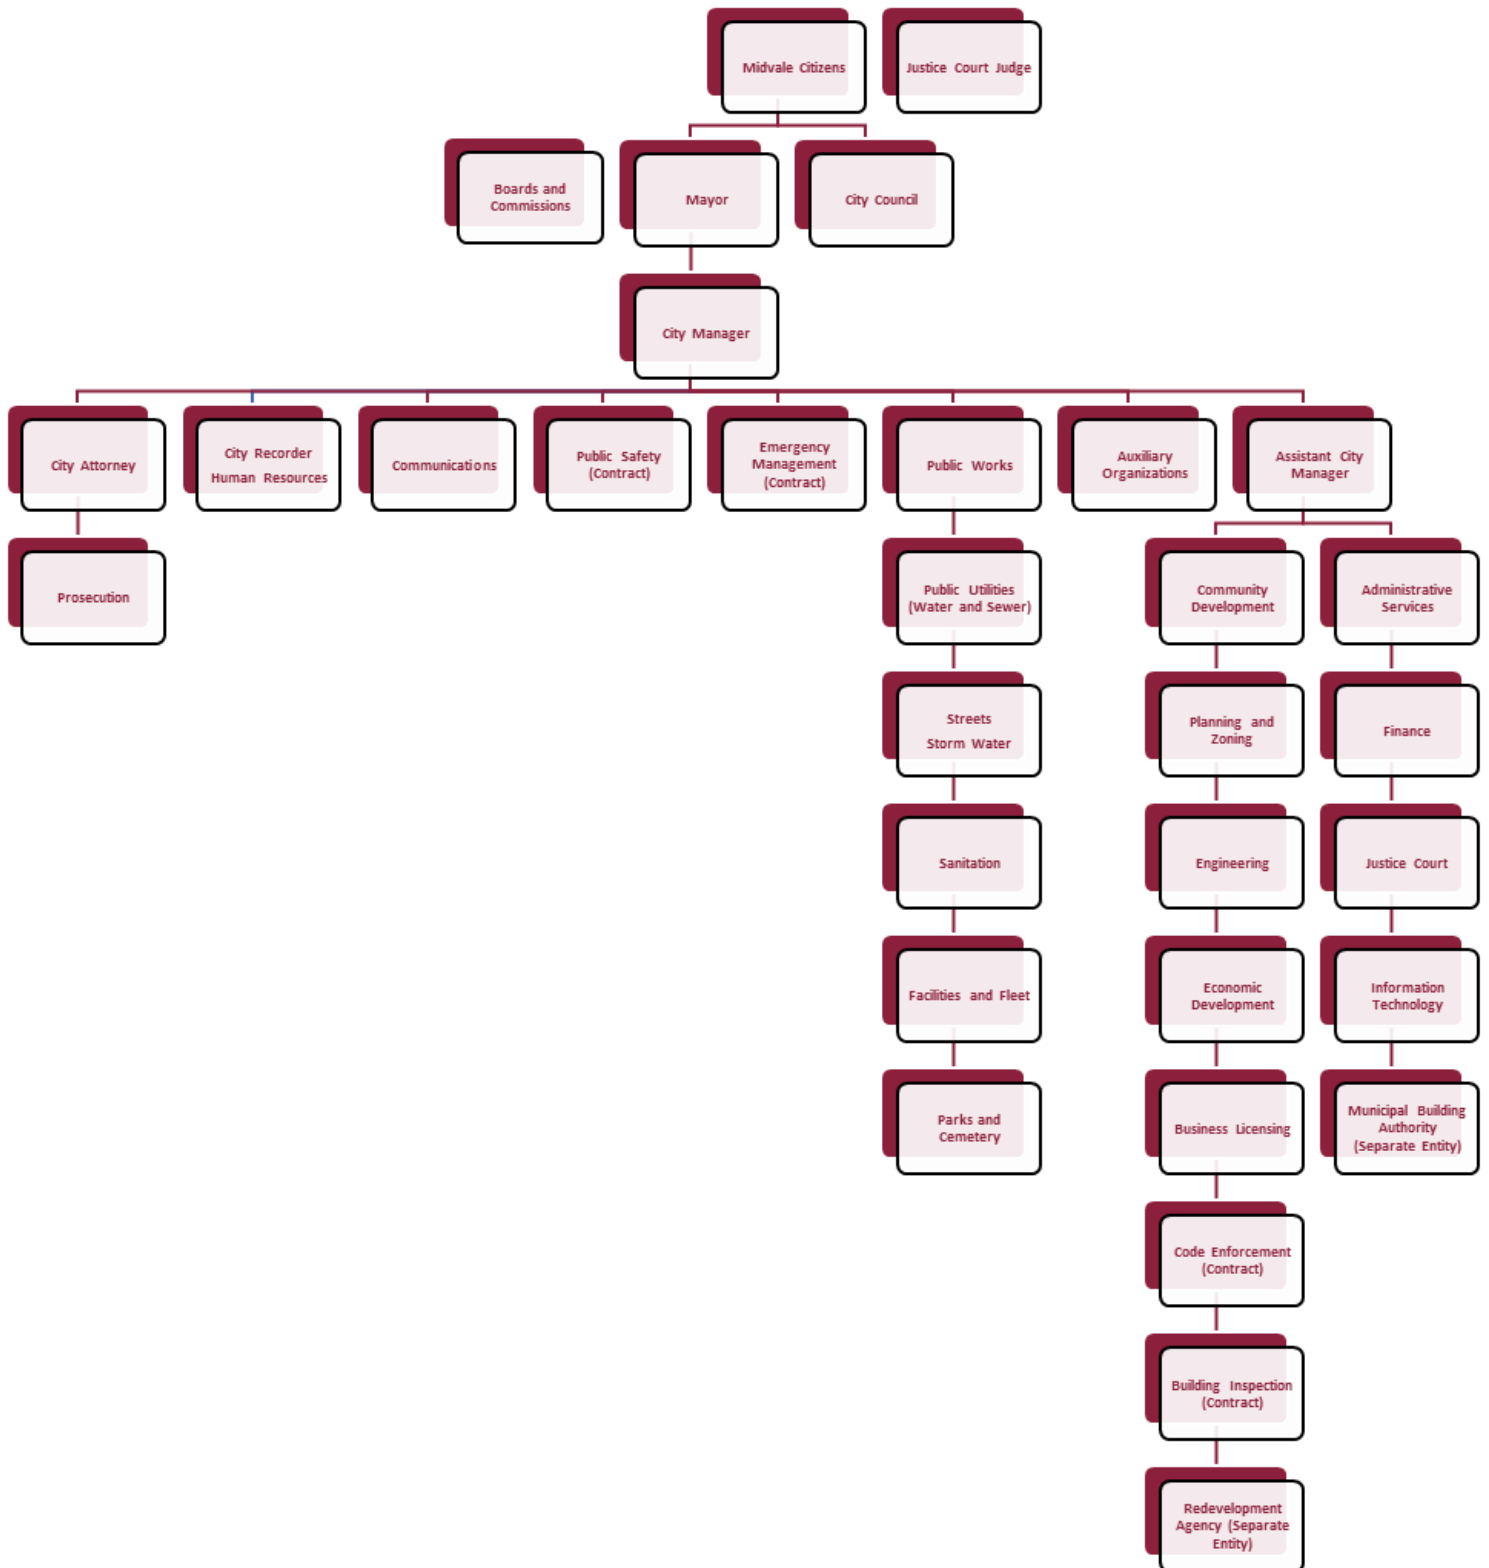 Midvale Citizens
Justice Court Judge
Boards and
Commissions
Mayor
City Council
City Manager
City Attorney
City Recorder
Human Resources
Communications
Public Safety
(Contract)
Emergency
Management
(Contract)
Public Works
Auxiliary
Organizations
Assistant City
Manager
Prosecution
Public Utilities
(Water and Sewer)
Community
Development
Administrative
Services
Streets
Storm Water
Planning and
Zoning
Finance
Sanitation
Engineering
Justice Court
Facilities and Fleet
Economic
Development
Information
Technology
Parks and
Cemetery
Business Licensing
Municipal Building
Authority
(Separate Entity)
Code Enforcement
(Contract)
Building Inspection
(Contract)
Redevelopment
Agency (Separate
Entity)